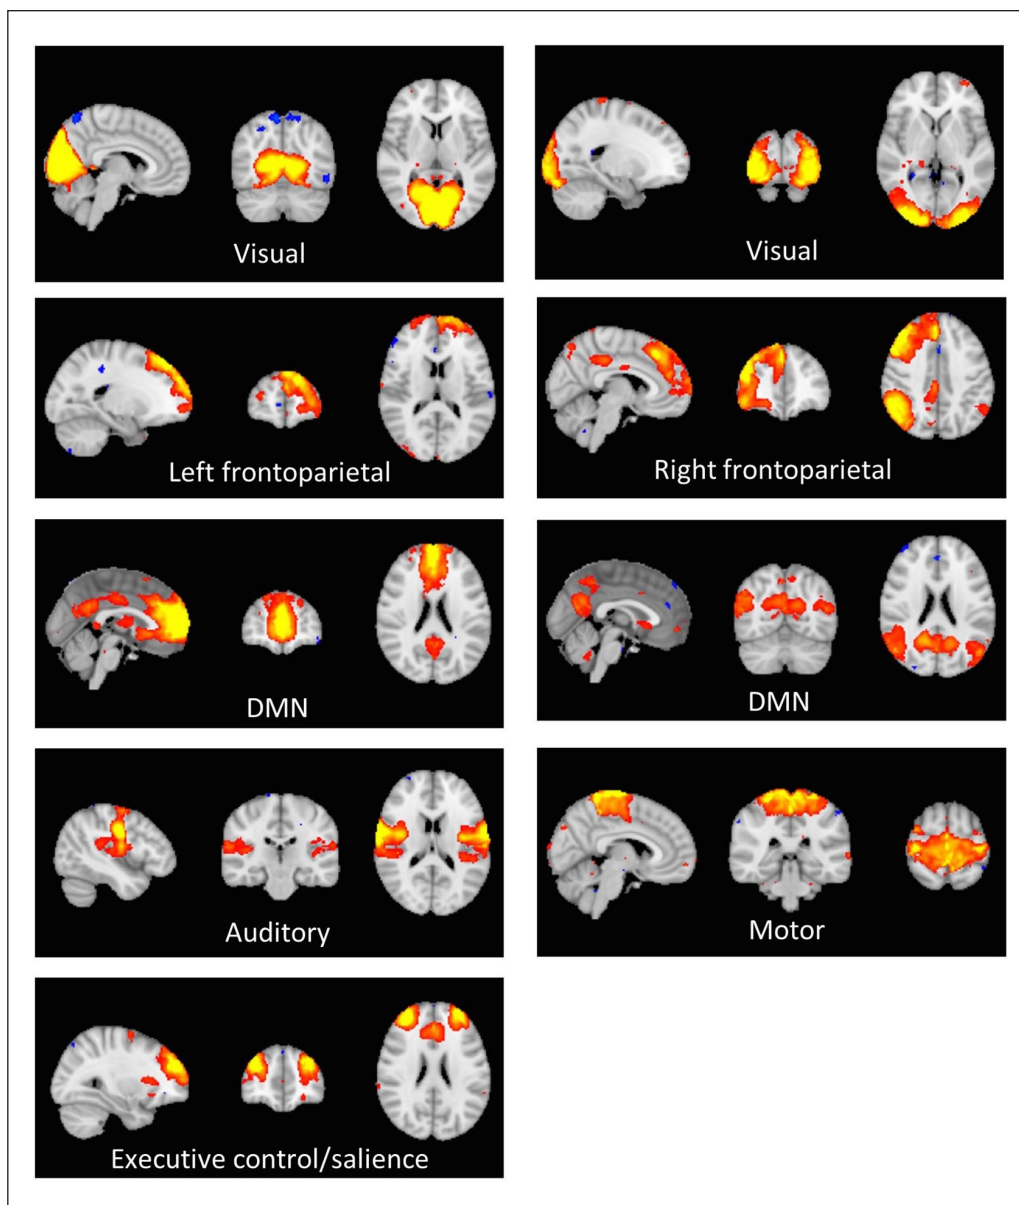 Visual
Visual
Left frontoparietal
Right frontoparietal
DMN
DMN
Auditory
Motor
Executive control/salience